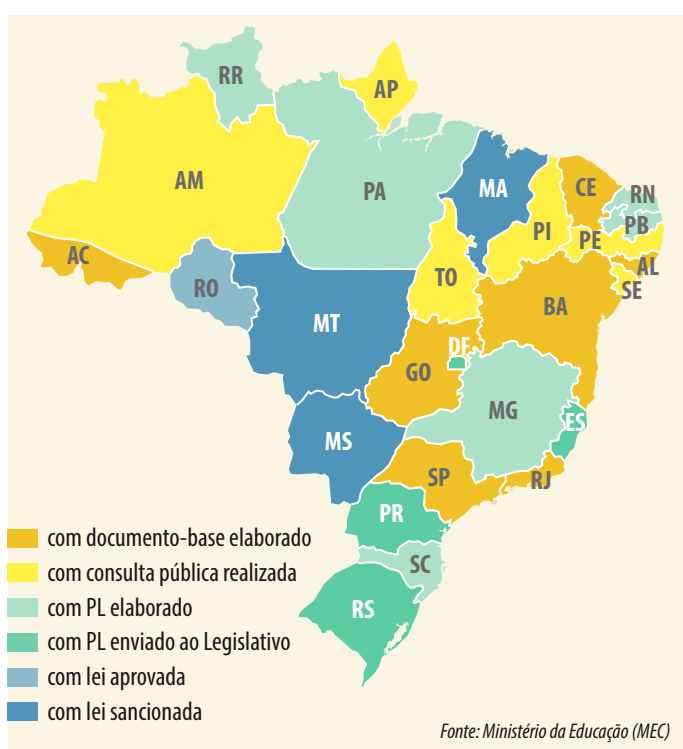 RR
AP
AM
PA
MA
CE
RN
PB
PI
PE
AC
AL
TO
SE
RO
BA
MT
DF
GO
MG
ES
MS
SP
RJ
PR
SC
RS
com documento-base elaborado
com consulta pública realizada
com PL elaborado
com PL enviado ao Legislativo
com lei aprovada
com lei sancionada
Fonte: Ministério da Educação (MEC)